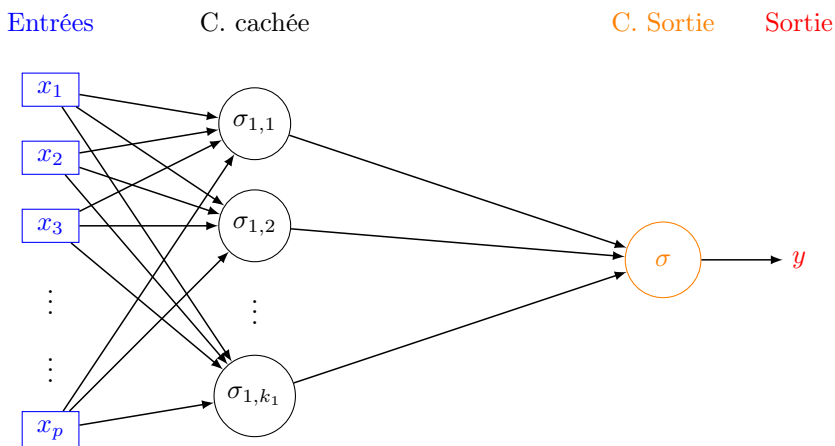 Entrées C. cachée C. Sortie Sortie
x₁
σ₁,₁
x₂
x₃
σ₁,₂
σ
y
⋮
⋮
⋮
σ₁,ₖ₁
xₚ